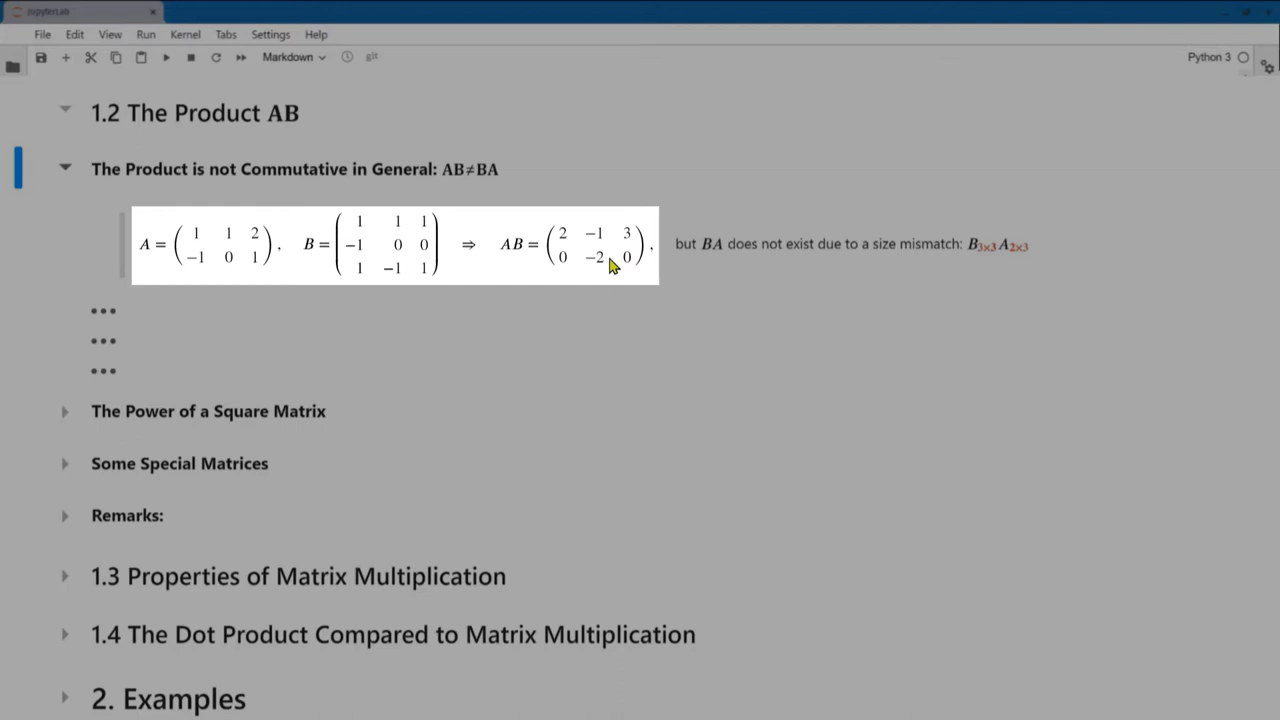 JupyterLab
File Edit View Run Kernel Tabs Settings Help
Markdown git Python 3
1.2 The Product AB
The Product is not Commutative in General: AB≠BA
A = ( 1 1 2 ; −1 0 1 ), B = ( 1 1 1 ; −1 0 0 ; 1 −1 1 ) ⇒ AB = ( 2 −1 3 ; 0 −2 0 ), but BA does not exist due to a size mismatch: B3x3 A2x3
•••
•••
•••
The Power of a Square Matrix
Some Special Matrices
Remarks:
1.3 Properties of Matrix Multiplication
1.4 The Dot Product Compared to Matrix Multiplication
2. Examples